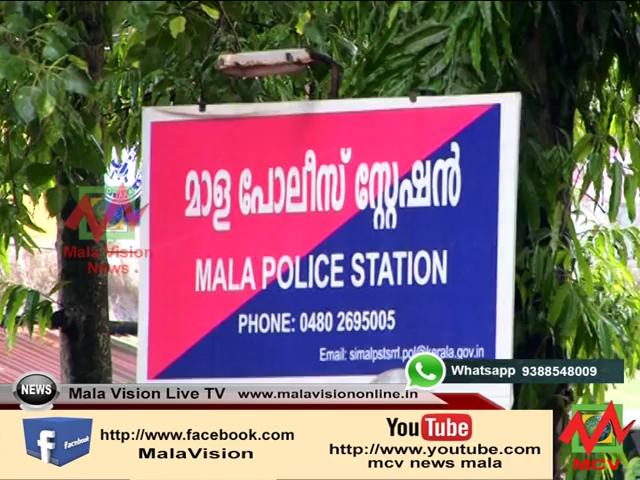 മാള പോലീസ് സ്റ്റേഷൻ
MALA POLICE STATION
PHONE: 0480 2695005
Email: simalpstsrrl.pol@kerala.gov.in
Mala Vision
News
Whatsapp 9388548009
NEWS
Mala Vision Live TV www.malavisiononline.in
facebook
http://www.facebook.com
MalaVision
YouTube
http://www.youtube.com
mcv news mala
MCV